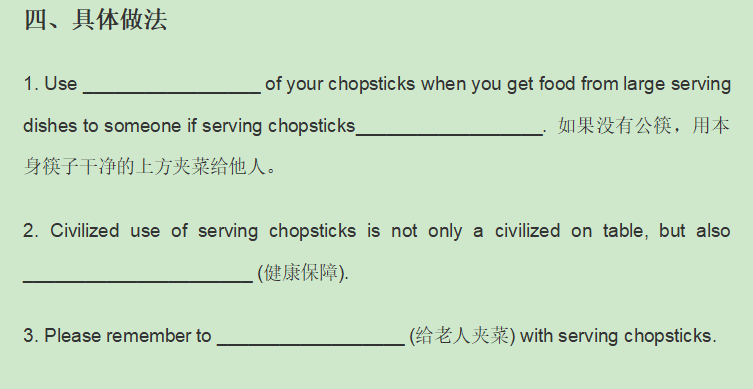 四、具体做法
1. Use _________________ of your chopsticks when you get food from large serving
dishes to someone if serving chopsticks__________________. 如果没有公筷，用本
身筷子干净的上方夹菜给他人。
2. Civilized use of serving chopsticks is not only a civilized on table, but also
______________________ (健康保障).
3. Please remember to __________________ (给老人夹菜) with serving chopsticks.